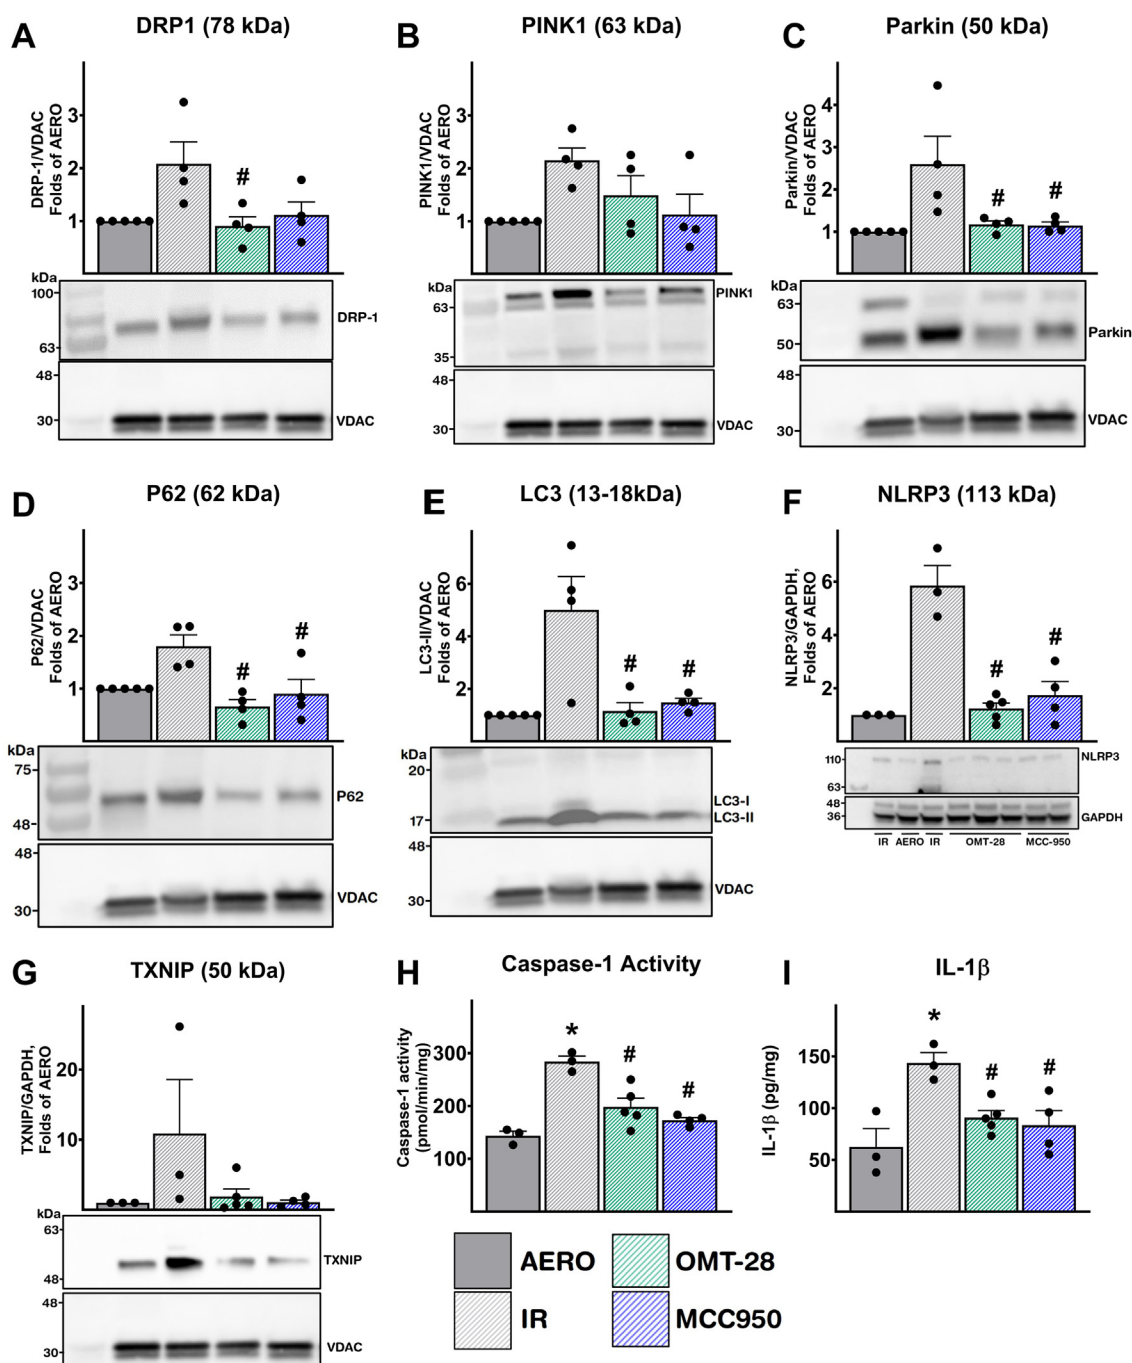 A
DRP1 (78 kDa)
DRP-1/VDAC
Folds of AERO
3
2
1
#
kDa
100
63
DRP-1
48
30
VDAC
B
PINK1 (63 kDa)
PINK1/VDAC
Folds of AERO
3
2
1
kDa
63
35
PINK1
48
30
VDAC
C
Parkin (50 kDa)
Parkin/VDAC
Folds of AERO
4
3
2
1
# #
kDa
63
50
Parkin
48
30
VDAC
D
P62 (62 kDa)
P62/VDAC
Folds of AERO
3
2
1
# #
kDa
75
48
P62
48
30
VDAC
E
LC3 (13-18kDa)
LC3-II/VDAC
Folds of AERO
6
4
2
# #
kDa
20
17
LC3-I
LC3-II
48
30
VDAC
F
NLRP3 (113 kDa)
NLRP3/GAPDH,
Folds of AERO
6
4
2
# #
kDa
110
63
NLRP3
48
36
GAPDH
IR AERO IR OMT-28 MCC-950
G
TXNIP (50 kDa)
TXNIP/GAPDH,
Folds of AERO
20
10
kDa
63
48
TXNIP
48
30
VDAC
H
Caspase-1 Activity
Caspase-1 activity
(pmol/min/mg)
300
200
100
* # #
I
IL-1β
IL-1β (pg/mg)
150
100
50
* # #
AERO
OMT-28
IR
MCC950